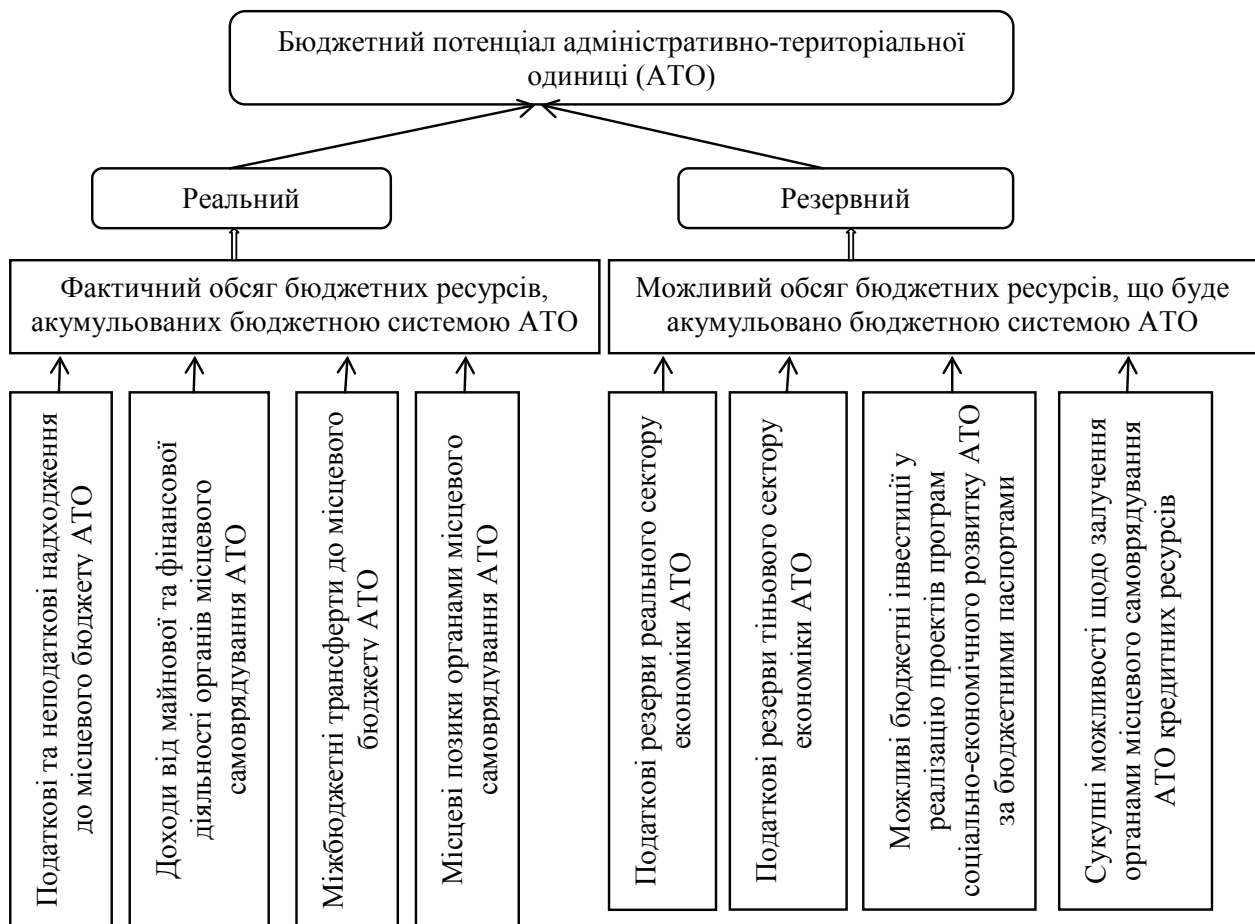 Бюджетний потенціал адміністративно-територіальної
одиниці (АТО)
Реальний
Резервний
Фактичний обсяг бюджетних ресурсів,
акумульованих бюджетною системою АТО
Можливий обсяг бюджетних ресурсів, що буде
акумульовано бюджетною системою АТО
Податкові та неподаткові надходження
до місцевого бюджету АТО
Доходи від майнової та фінансової
діяльності органів місцевого
самоврядування АТО
Міжбюджетні трансферти до місцевого
бюджету АТО
Місцеві позики органами місцевого
самоврядування АТО
Податкові резерви реального сектору
економіки АТО
Податкові резерви тіньового сектору
економіки АТО
Можливі бюджетні інвестиції у
реалізацію проектів програм
соціально-економічного розвитку АТО
за бюджетними паспортами
Сукупні можливості щодо залучення
органами місцевого самоврядування
АТО кредитних ресурсів